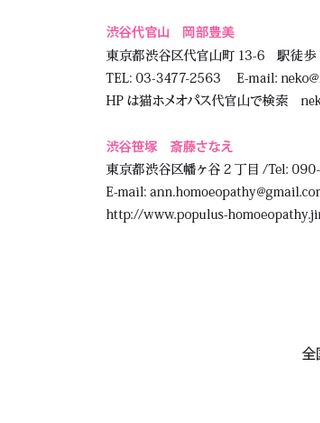 渋谷代官山　岡部豊美
東京都渋谷区代官山町 13-6　駅徒歩
TEL: 03-3477-2563　E-mail: neko@
HP は猫ホメオパス代官山で検索　nek
渋谷笹塚　斎藤さなえ
東京都渋谷区幡ヶ谷 2 丁目 /Tel: 090-
E-mail: ann.homoeopathy@gmail.com
http://www.populus-homoeopathy.jim
全国